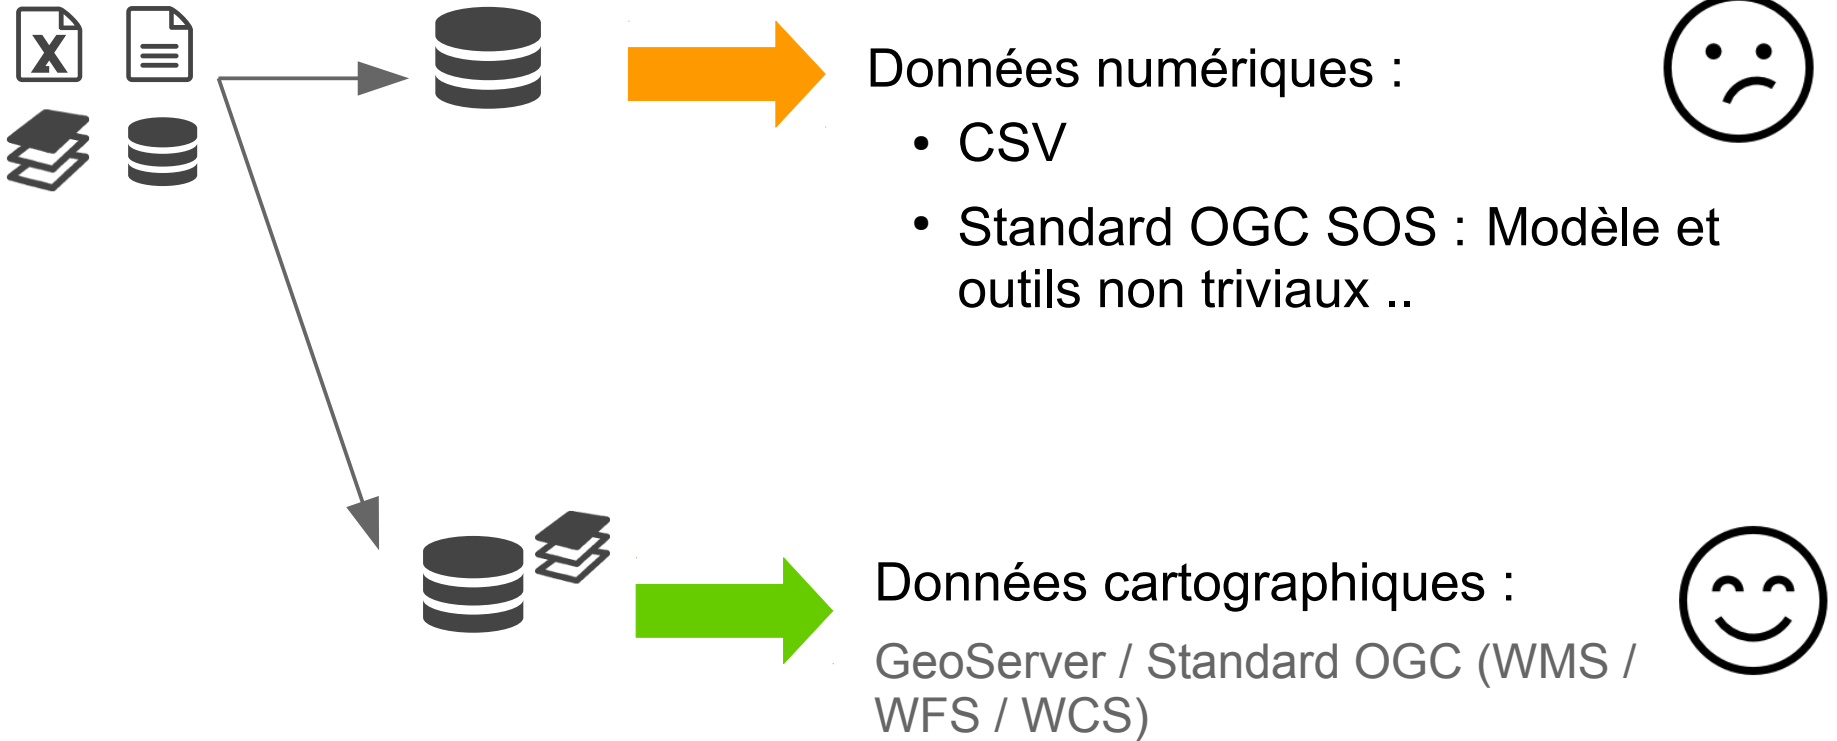 Données numériques :
• CSV
• Standard OGC SOS : Modèle et
outils non triviaux ..
Données cartographiques :
GeoServer / Standard OGC (WMS /
WFS / WCS)